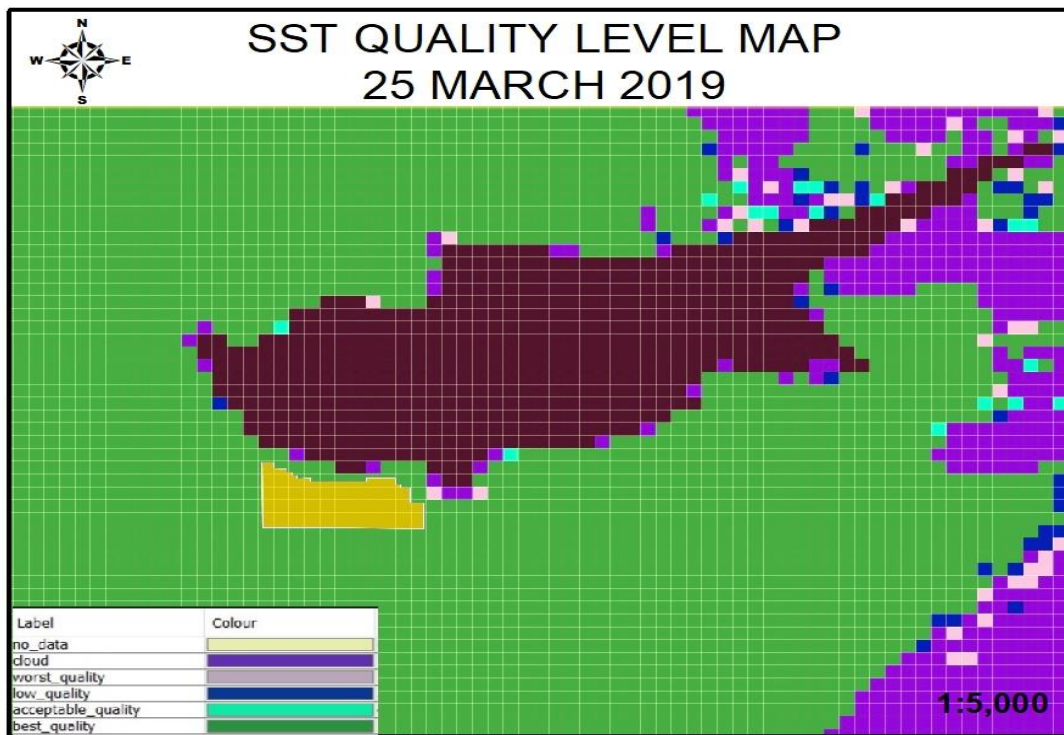 N
SST QUALITY LEVEL MAP
W E
25 MARCH 2019
S
Label Colour
no_data
cloud
worst_quality
low_quality
acceptable_quality
best_quality
1:5,000